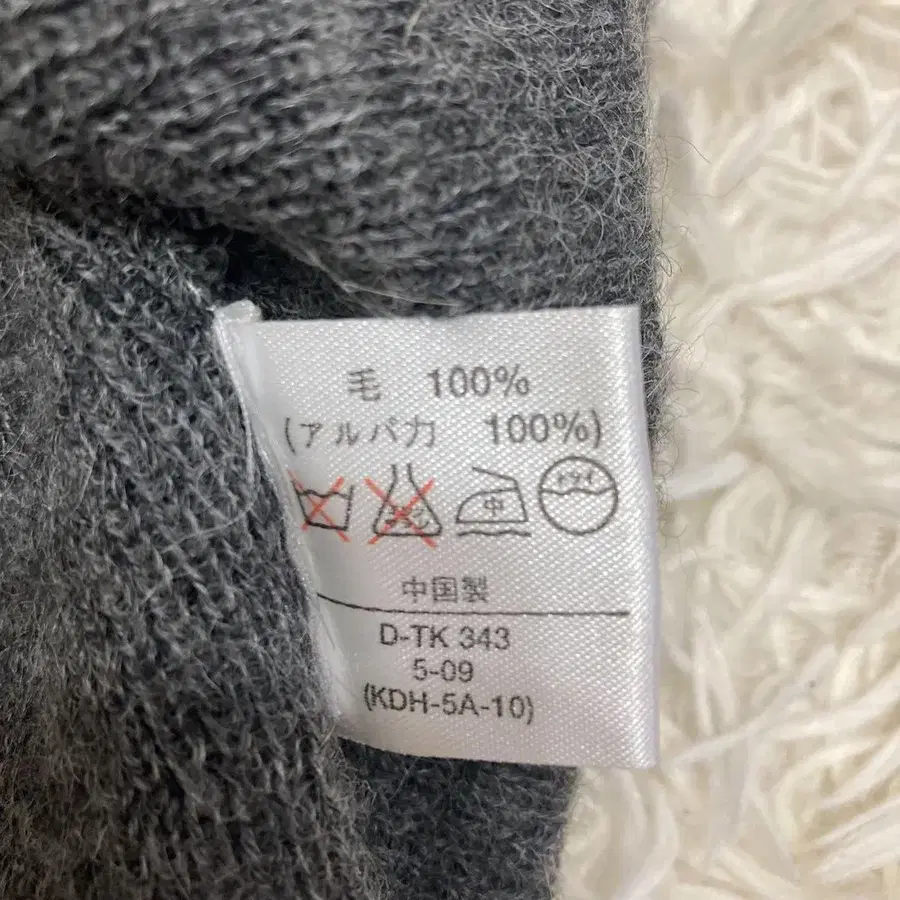 毛 100%
(アルパカ 100%)
中 ドライ
中国製
D-TK 343
5-09
(KDH-5A-10)